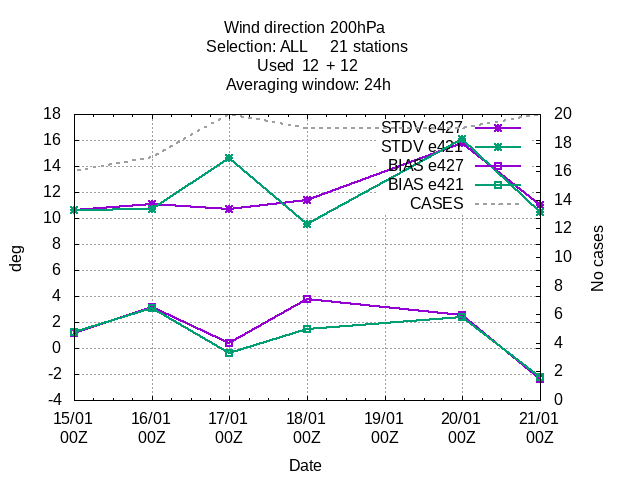 Wind direction 200hPa
Selection: ALL 21 stations
Used 12 + 12
Averaging window: 24h
18
16
14
12
10
8
6
4
2
0
-2
-4
deg
STDV e427
STDV e421
BIAS e427
BIAS e421
CASES
20
18
16
14
12
10
8
6
4
2
0
No cases
15/01 16/01 17/01 18/01 19/01 20/01 21/01
00Z 00Z 00Z 00Z 00Z 00Z 00Z
Date